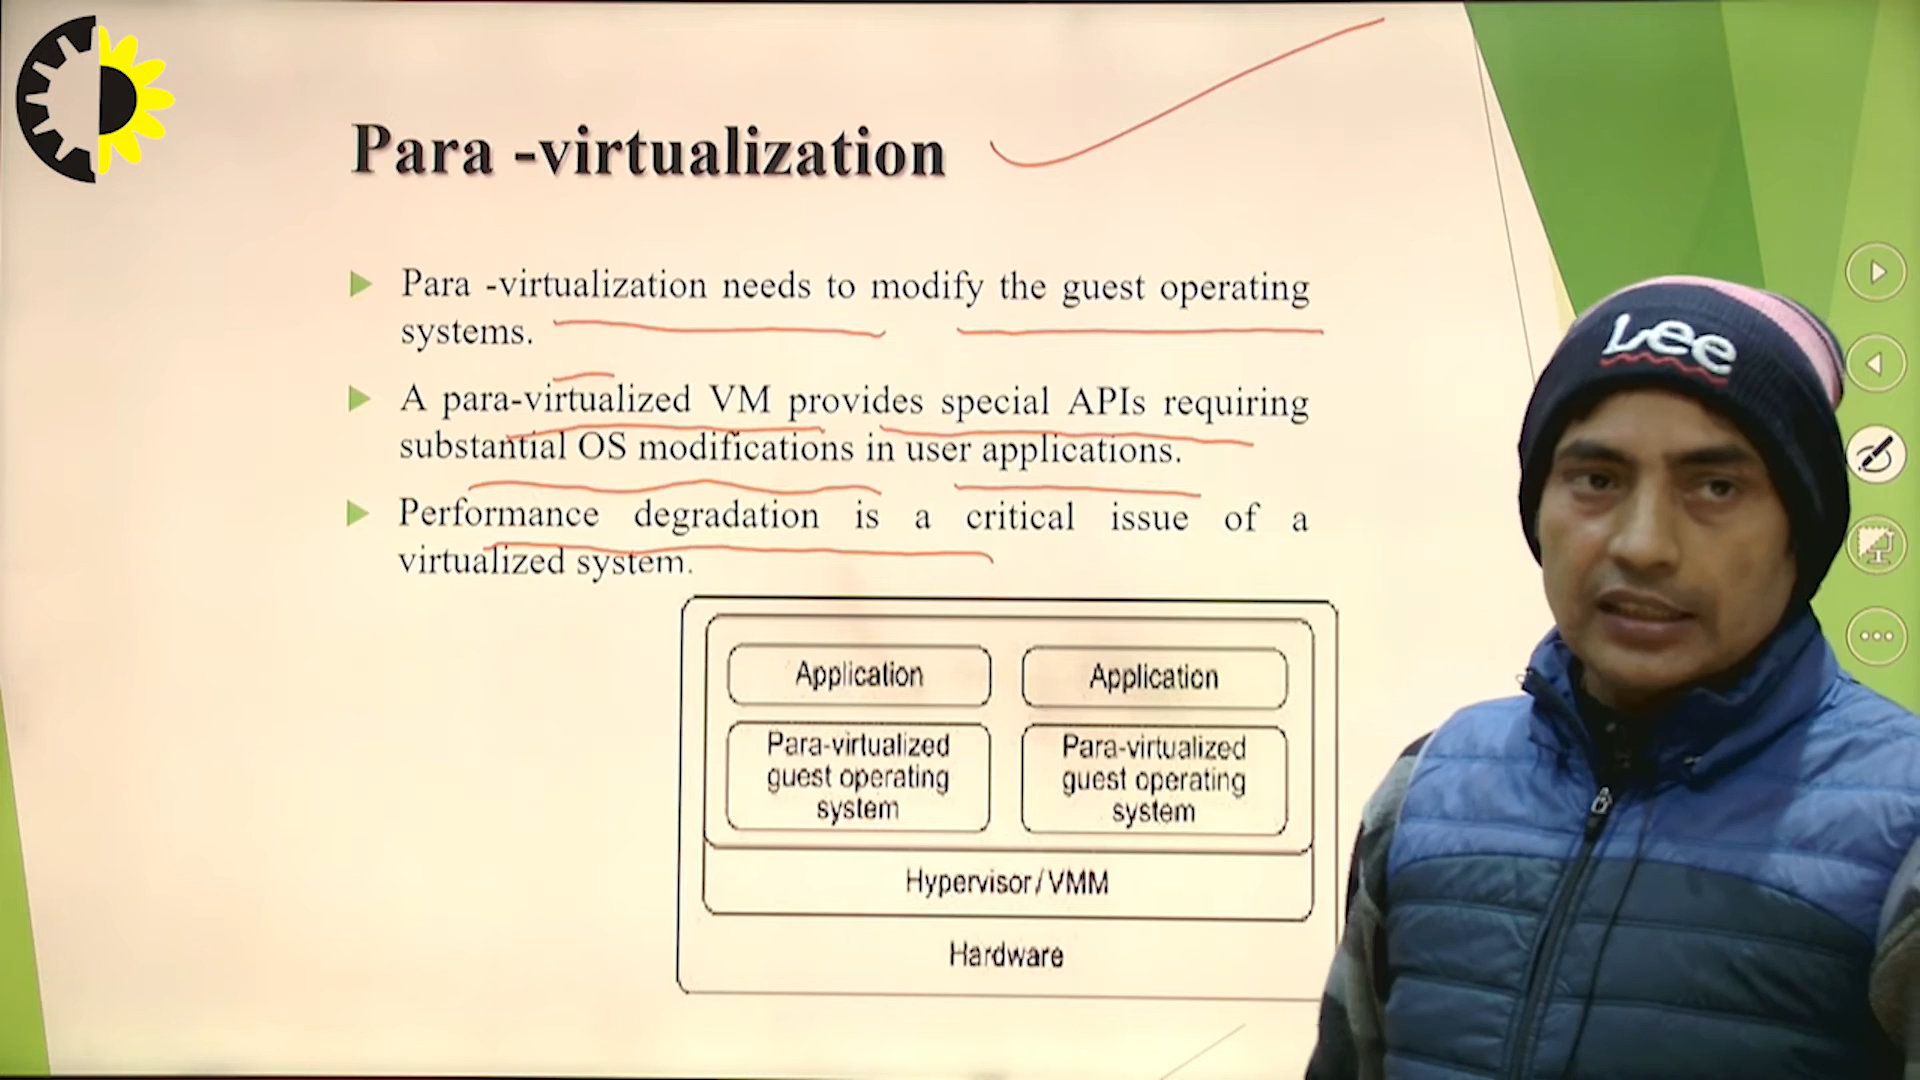 Para -virtualization
Para -virtualization needs to modify the guest operating
systems.
A para-virtualized VM provides special APIs requiring
substantial OS modifications in user applications.
Performance degradation is a critical issue of a
virtualized system.
Application
Application
Para-virtualized
guest operating
system
Para-virtualized
guest operating
system
Hypervisor/VMM
Hardware
Lee